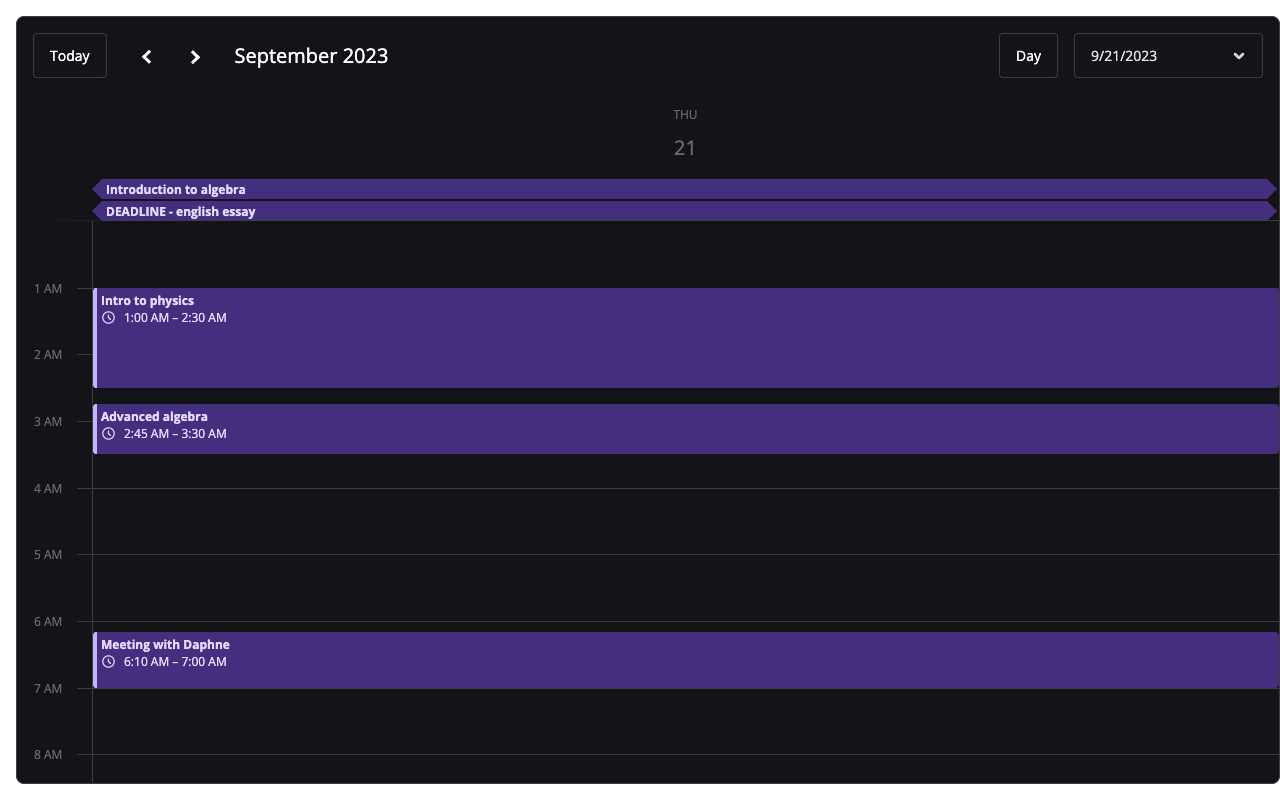 Today
September 2023
Day
9/21/2023
THU
21
Introduction to algebra
DEADLINE - english essay
1 AM
Intro to physics
1:00 AM – 2:30 AM
2 AM
Advanced algebra
3 AM
2:45 AM – 3:30 AM
4 AM
5 AM
6 AM
Meeting with Daphne
6:10 AM – 7:00 AM
7 AM
8 AM